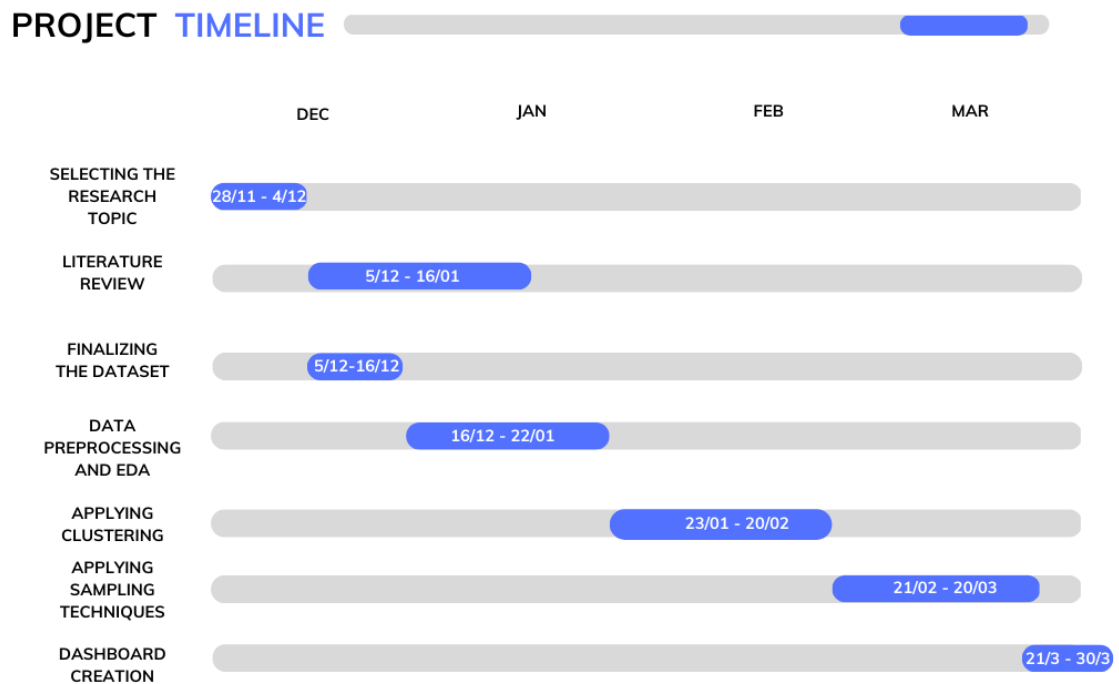 PROJECT TIMELINE
DEC JAN FEB MAR
SELECTING THE
RESEARCH
TOPIC
28/11 - 4/12
LITERATURE
REVIEW
5/12 - 16/01
FINALIZING
THE DATASET
5/12-16/12
DATA
PREPROCESSING
AND EDA
16/12 - 22/01
APPLYING
CLUSTERING
23/01 - 20/02
APPLYING
SAMPLING
TECHNIQUES
21/02 - 20/03
DASHBOARD
CREATION
21/3 - 30/3